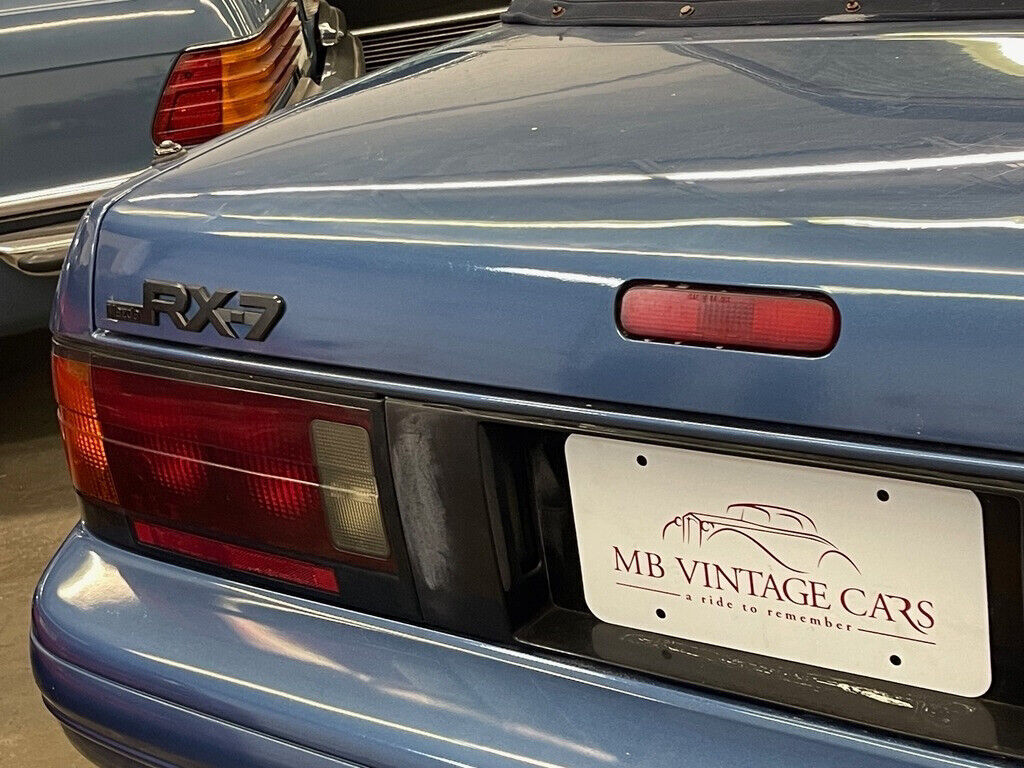 RX-7
MB VINTAGE CARS
a ride to remember